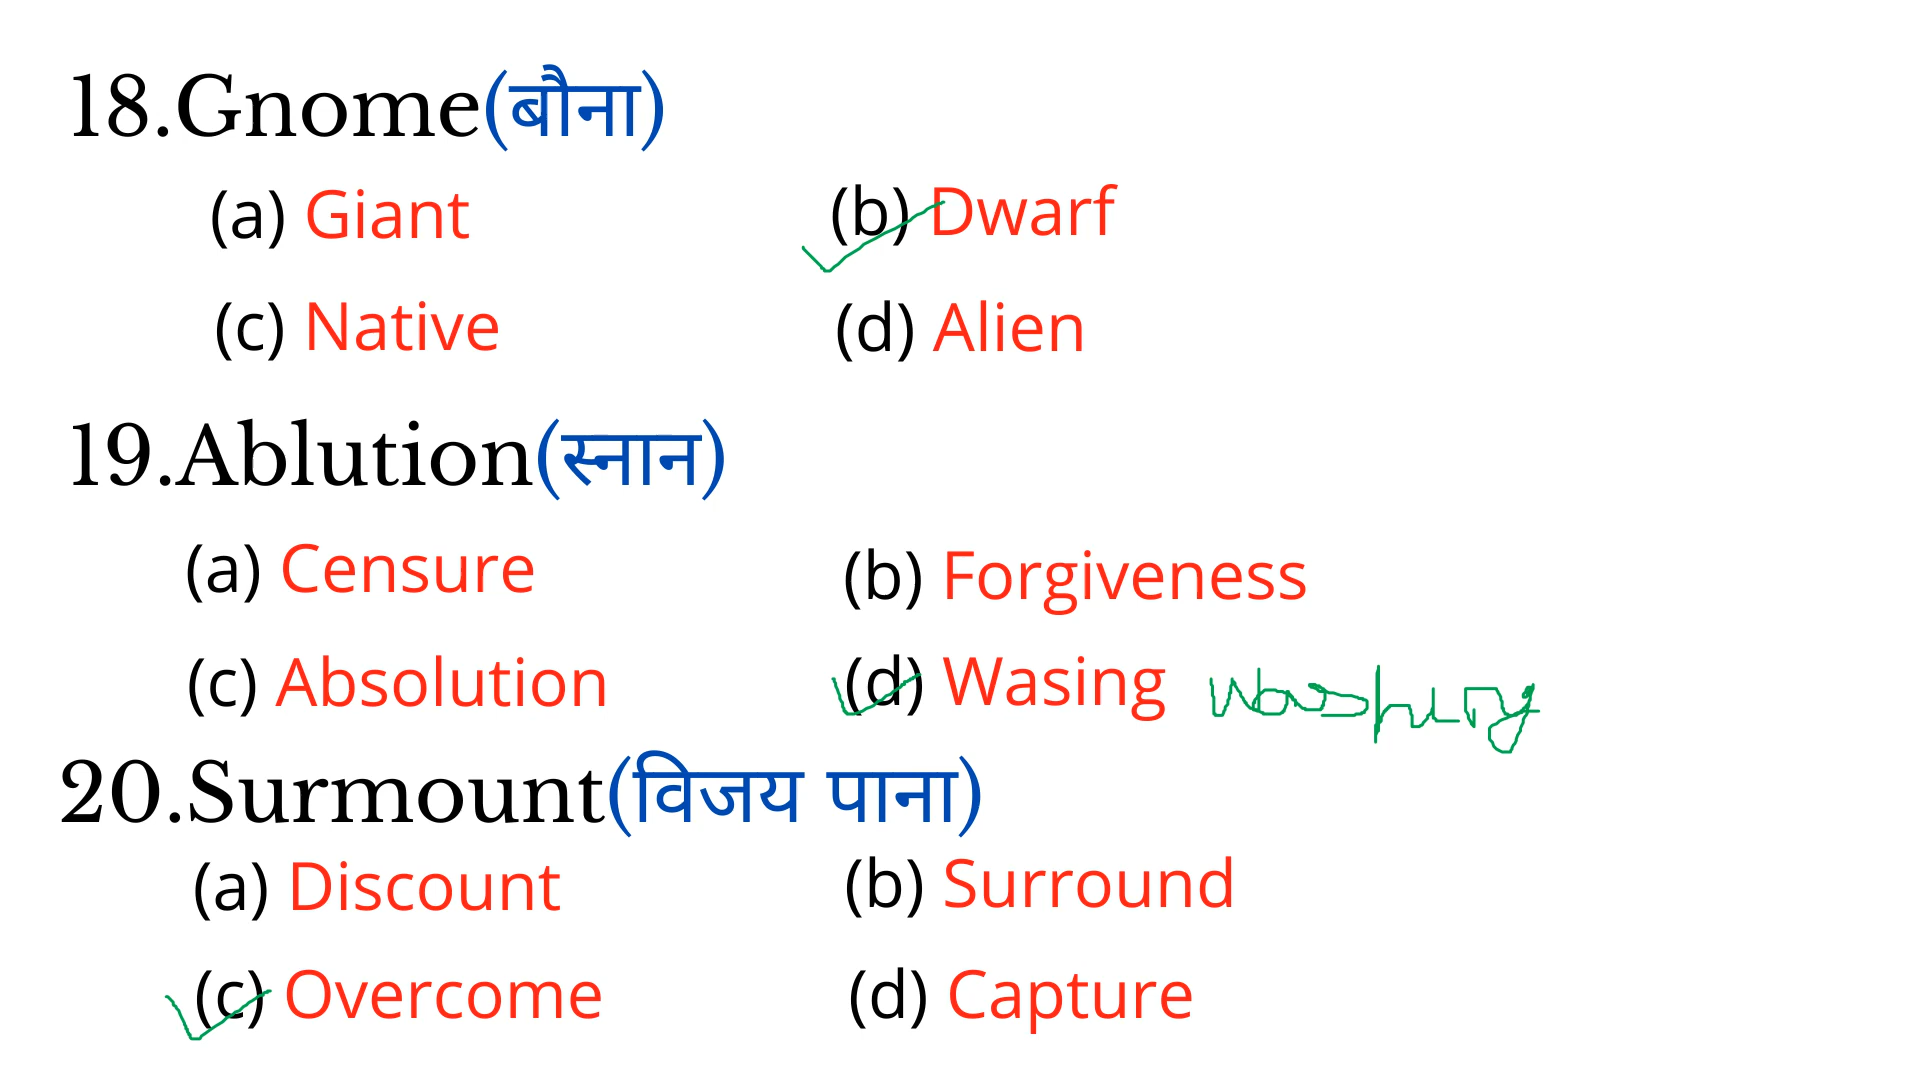 18.Gnome(बौना)
(a) Giant (b) Dwarf
(c) Native (d) Alien
19.Ablution(स्नान)
(a) Censure (b) Forgiveness
(c) Absolution (d) Wasing Washing
20.Surmount(विजय पाना)
(a) Discount (b) Surround
(c) Overcome (d) Capture